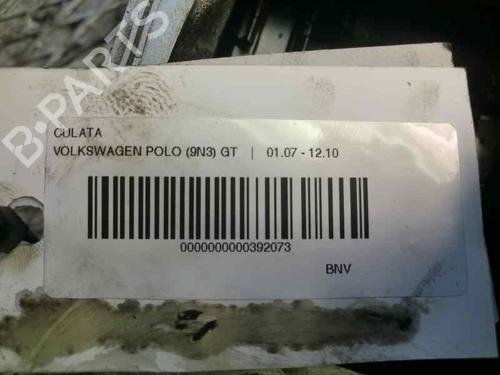 B-PARTS
CULATA
VOLKSWAGEN POLO (9N3) GT | 01.07 - 12.10
0000000000392073
BNV